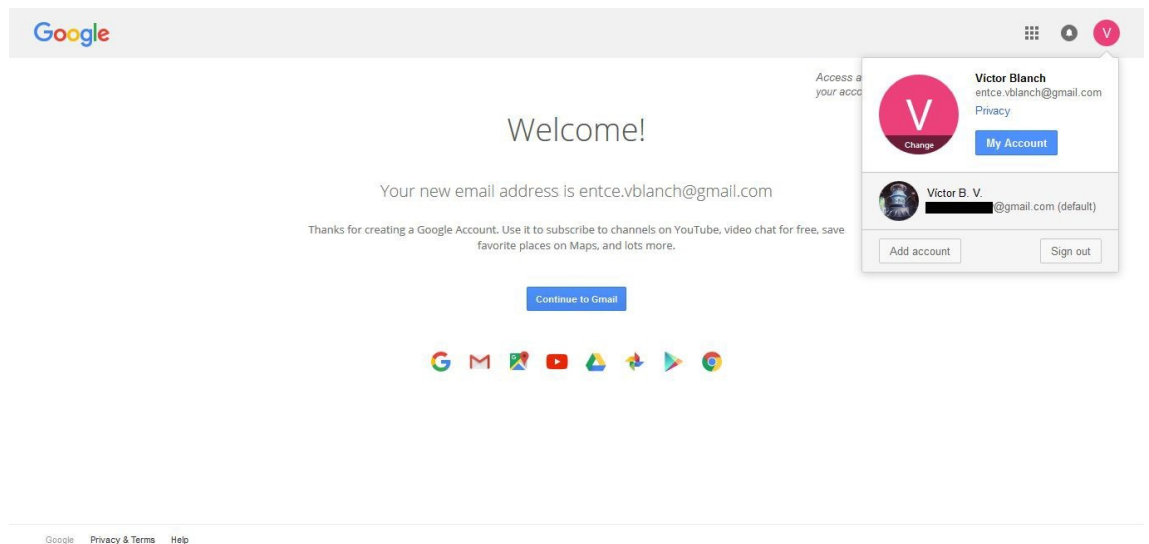 Google
V
Access a
your acco
Welcome!
Your new email address is entce.vblanch@gmail.com
Thanks for creating a Google Account. Use it to subscribe to channels on YouTube, video chat for free, save
favorite places on Maps, and lots more.
Continue to Gmail
V
Change
Víctor Blanch
entce.vblanch@gmail.com
Privacy
My Account
Víctor B. V.
@gmail.com (default)
Add account
Sign out
Google Privacy & Terms Help